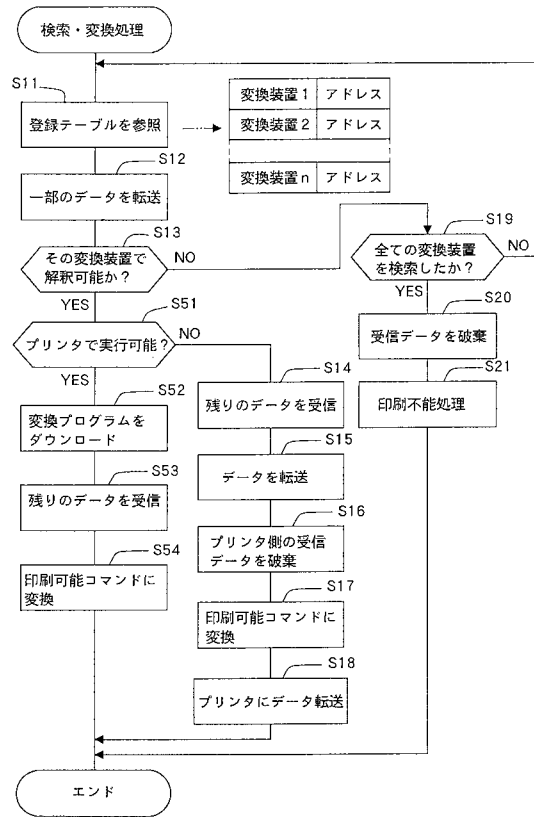 検索・変換処理
S11
登録テーブルを参照
変換装置1 アドレス
変換装置2 アドレス
変換装置n アドレス
S12
一部のデータを転送
S13
その変換装置で
解釈可能か？
NO
YES
S19
全ての変換装置
を検索したか？
NO
YES
S20
受信データを破棄
S21
印刷不能処理
S51
プリンタで実行可能？
NO
YES
S52
変換プログラムを
ダウンロード
S53
残りのデータを受信
S54
印刷可能コマンドに
変換
S14
残りのデータを受信
S15
データを転送
S16
プリンタ側の受信
データを破棄
S17
印刷可能コマンドに
変換
S18
プリンタにデータ転送
エンド